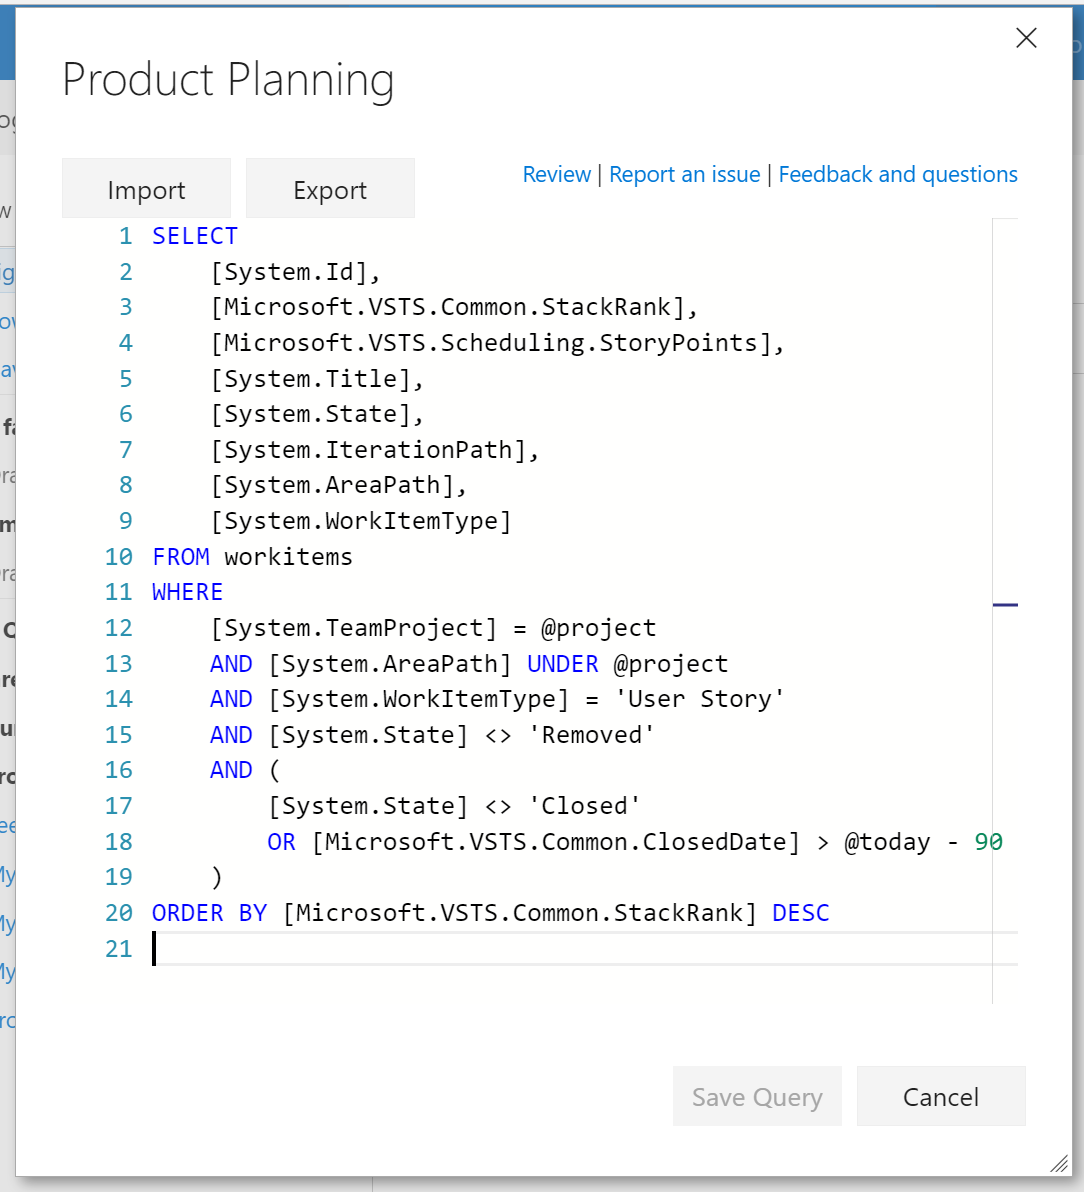 Product Planning
Import
Export
Review | Report an issue | Feedback and questions
1 SELECT
2 [System.Id],
3 [Microsoft.VSTS.Common.StackRank],
4 [Microsoft.VSTS.Scheduling.StoryPoints],
5 [System.Title],
6 [System.State],
7 [System.IterationPath],
8 [System.AreaPath],
9 [System.WorkItemType]
10 FROM workitems
11 WHERE
12 [System.TeamProject] = @project
13 AND [System.AreaPath] UNDER @project
14 AND [System.WorkItemType] = 'User Story'
15 AND [System.State] <> 'Removed'
16 AND (
17 [System.State] <> 'Closed'
18 OR [Microsoft.VSTS.Common.ClosedDate] > @today - 90
19 )
20 ORDER BY [Microsoft.VSTS.Common.StackRank] DESC
21
Save Query
Cancel